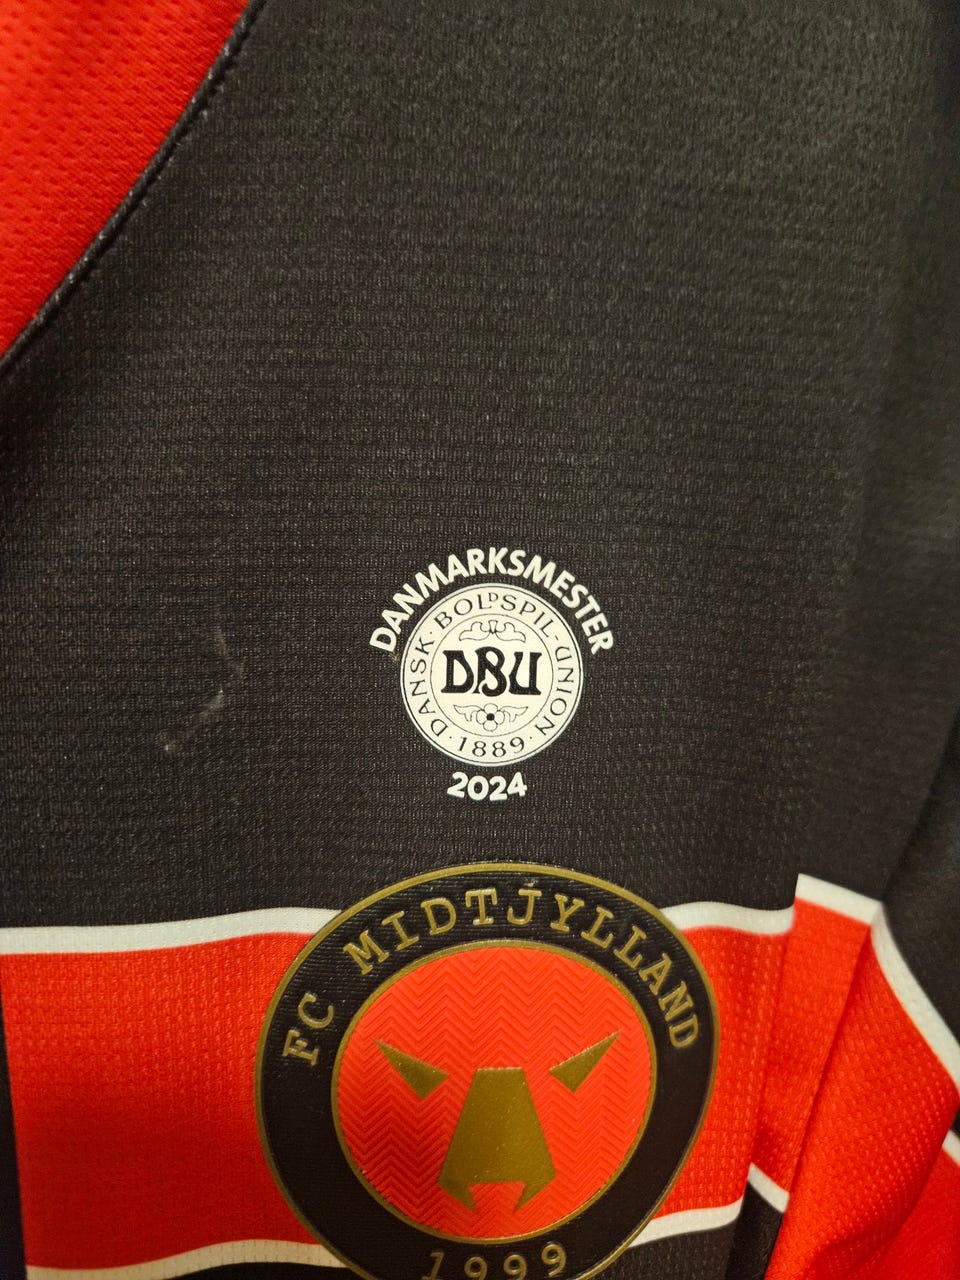 DANMARKSMESTER
DANSK · BOLDSPIL-UNION · 1889 ·
DBU
2024
FC MIDTJYLLAND
1999